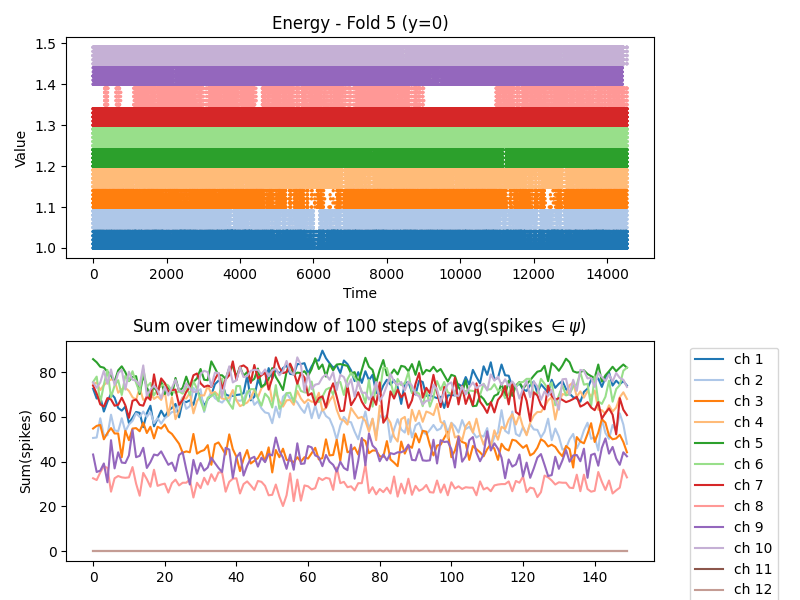 Energy - Fold 5 (y=0)
Value
1.5
1.4
1.3
1.2
1.1
1.0
0 2000 4000 6000 8000 10000 12000 14000
Time
Sum over timewindow of 100 steps of avg(spikes ∈ ψ)
Sum(spikes)
80
60
40
20
0
0 20 40 60 80 100 120 140
ch 1
ch 2
ch 3
ch 4
ch 5
ch 6
ch 7
ch 8
ch 9
ch 10
ch 11
ch 12